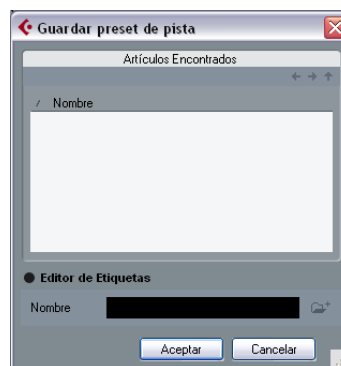 Guardar preset de pista
Artículos Encontrados
/ Nombre
Editor de Etiquetas
Nombre
Aceptar
Cancelar